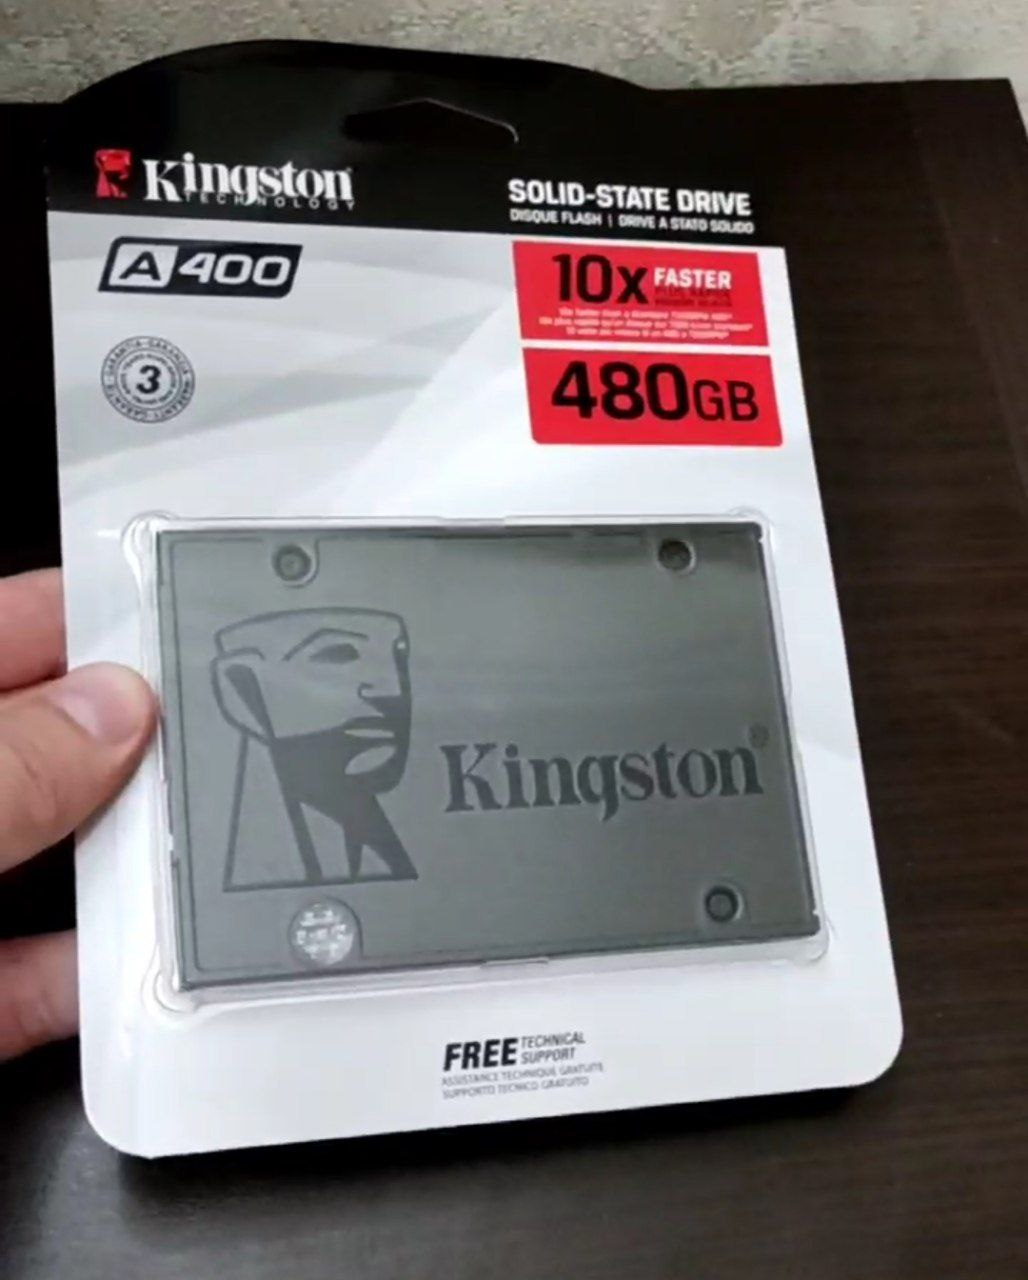 Kingston
TECHNOLOGY
SOLID-STATE DRIVE
DISQUE FLASH | DRIVE A STATO SOLIDO
A400
10x FASTER
3
480GB
Kingston
FREE TECHNICAL
SUPPORT
ASSISTANCE TECHNIQUE GRATUITE
SUPPORTO TECNICO GRATUITO